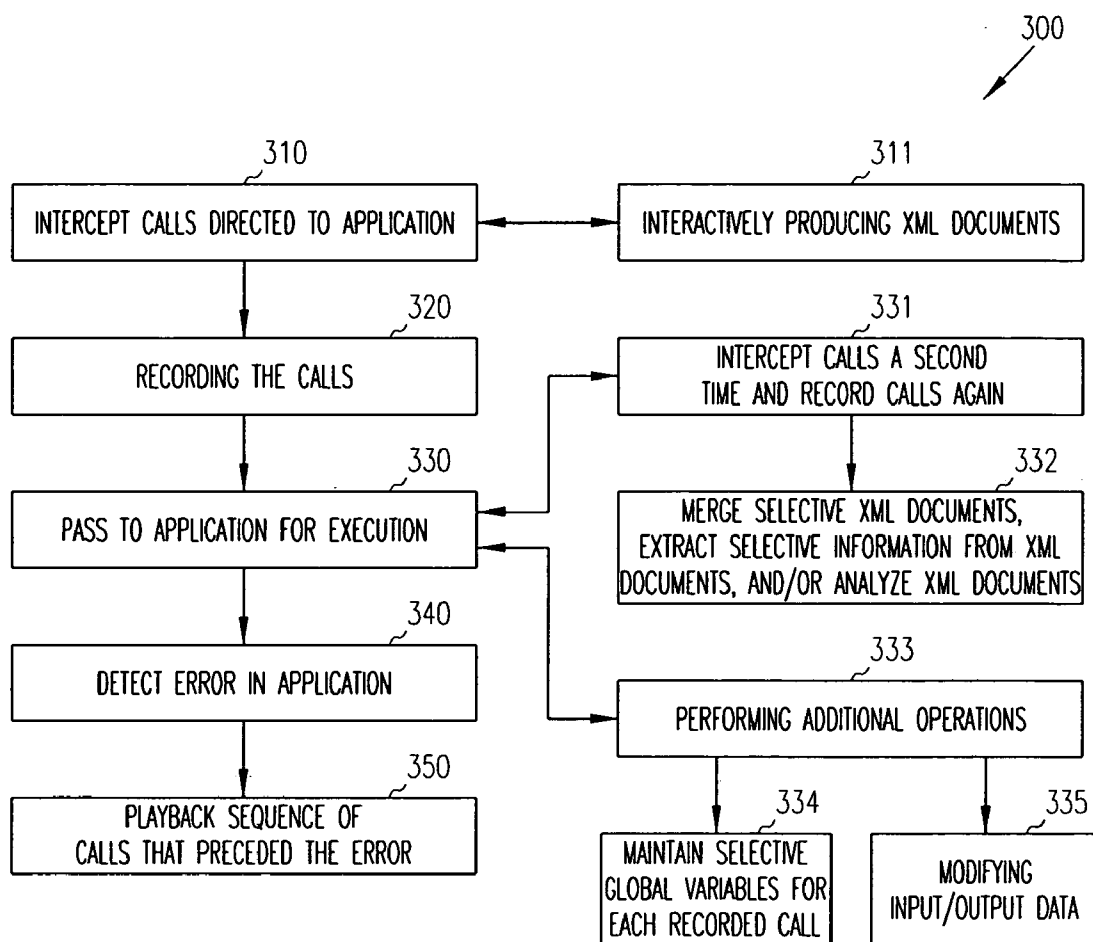 300
310
INTERCEPT CALLS DIRECTED TO APPLICATION
311
INTERACTIVELY PRODUCING XML DOCUMENTS
320
RECORDING THE CALLS
331
INTERCEPT CALLS A SECOND
TIME AND RECORD CALLS AGAIN
330
PASS TO APPLICATION FOR EXECUTION
332
MERGE SELECTIVE XML DOCUMENTS,
EXTRACT SELECTIVE INFORMATION FROM XML
DOCUMENTS, AND/OR ANALYZE XML DOCUMENTS
340
DETECT ERROR IN APPLICATION
333
PERFORMING ADDITIONAL OPERATIONS
350
PLAYBACK SEQUENCE OF
CALLS THAT PRECEDED THE ERROR
334
MAINTAIN SELECTIVE
GLOBAL VARIABLES FOR
EACH RECORDED CALL
335
MODIFYING
INPUT/OUTPUT DATA